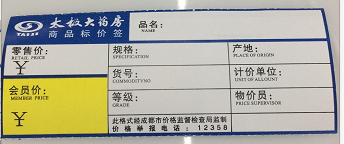 太极大药房
TAIJI
商品标价签
品名：
NAME
零售价：
RETAIL PRICE
¥
会员价：
MEMBER PRICE
¥
规格：
SPECIFICATION
产地：
PLACE OF ORIGIN
货号：
COMMODITYNO
计价单位：
UNIT OF ALLOUNT
等级：
GRADE
物价员：
PRICE SUPERVISOR
此格式经成都市价格监督检查局监制
价格举报电话：12358